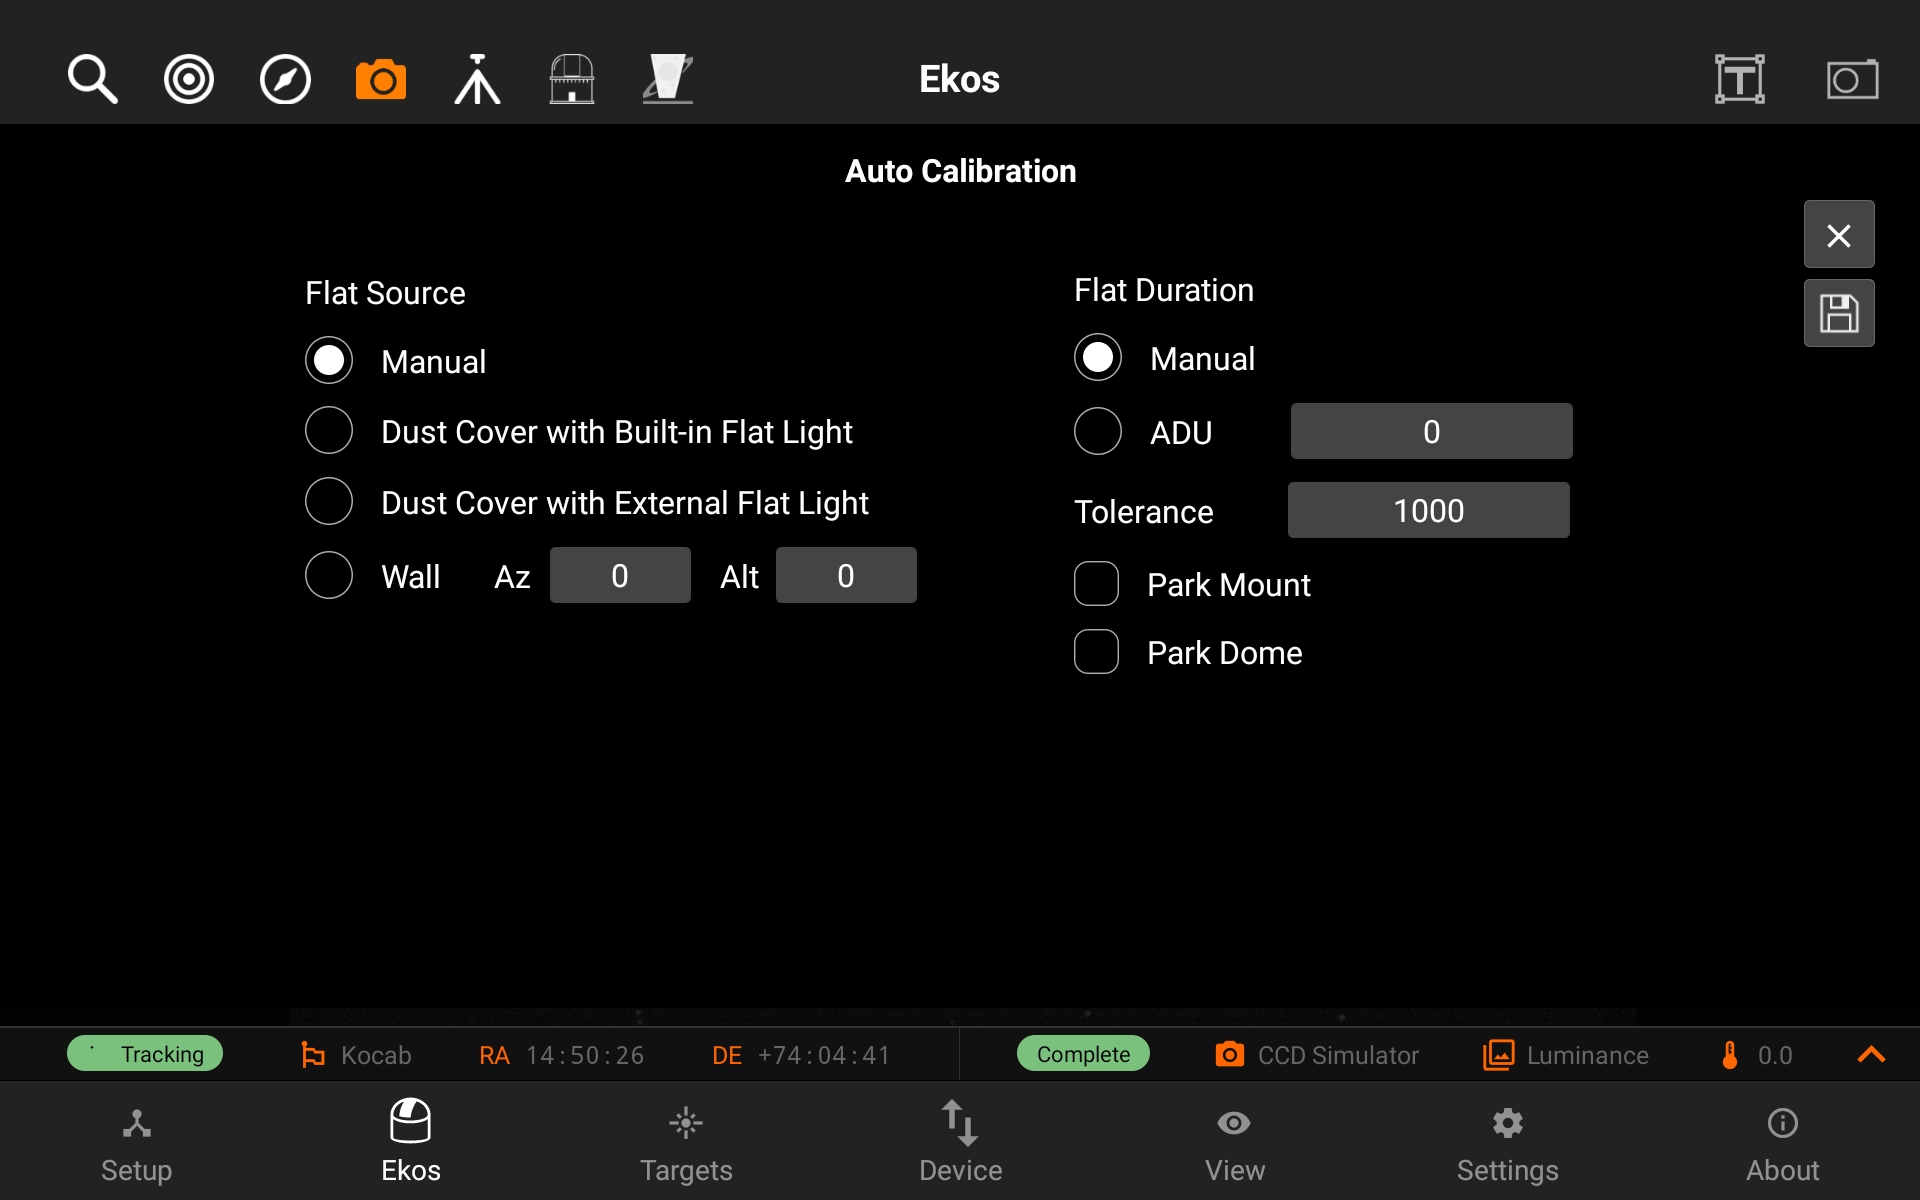 Ekos
Auto Calibration
Flat Source
Manual
Dust Cover with Built-in Flat Light
Dust Cover with External Flat Light
Wall Az 0 Alt 0
Flat Duration
Manual
ADU 0
Tolerance 1000
Park Mount
Park Dome
Tracking Kocab RA 14:50:26 DE +74:04:41 Complete CCD Simulator Luminance 0.0
Setup Ekos Targets Device View Settings About